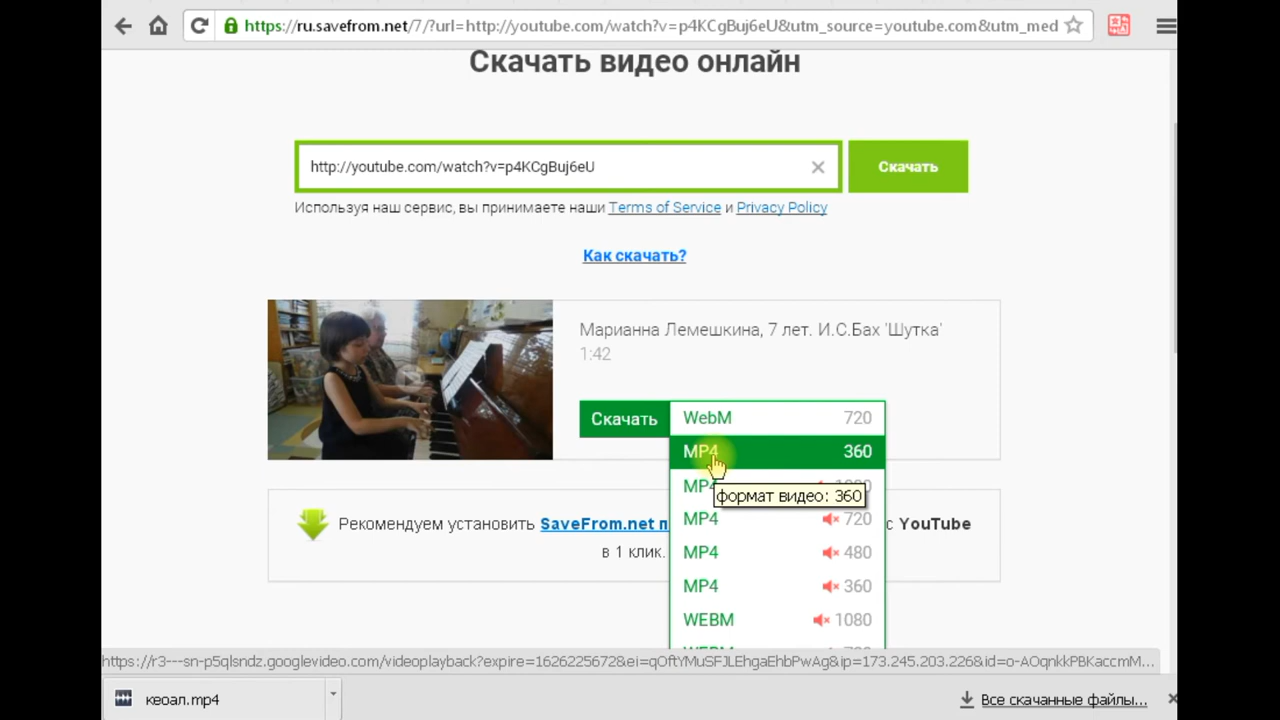 https://ru.savefrom.net/7/?url=http://youtube.com/watch?v=p4KCgBuj6eU&utm_source=youtube.com&utm_med
Скачать видео онлайн
http://youtube.com/watch?v=p4KCgBuj6eU
Скачать
Используя наш сервис, вы принимаете наши Terms of Service и Privacy Policy
Как скачать?
Марианна Лемешкина, 7 лет. И.С.Бах 'Шутка'
1:42
Скачать
WebM 720
MP4 360
MP4
формат видео: 360
MP4 720
Рекомендуем установить SaveFrom.net п с YouTube
в 1 клик.
MP4 480
MP4 360
WEBM 1080
https://r3---sn-p5qlsndz.googlevideo.com/videoplayback?expire=1626225672&ei=qOftYMuSFJLEhgaEhbPwAg&ip=173.245.203.226&id=o-AOqnkkPBKaccmM...
кеоал.mp4
Все скачанные файлы...